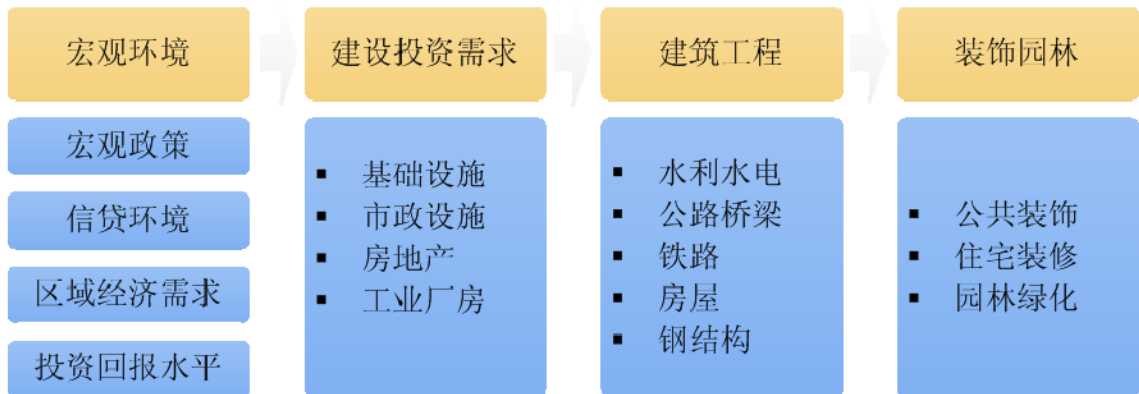 宏观环境
宏观政策
信贷环境
区域经济需求
投资回报水平
建设投资需求
▪ 基础设施
▪ 市政设施
▪ 房地产
▪ 工业厂房
建筑工程
▪ 水利水电
▪ 公路桥梁
▪ 铁路
▪ 房屋
▪ 钢结构
装饰园林
▪ 公共装饰
▪ 住宅装修
▪ 园林绿化